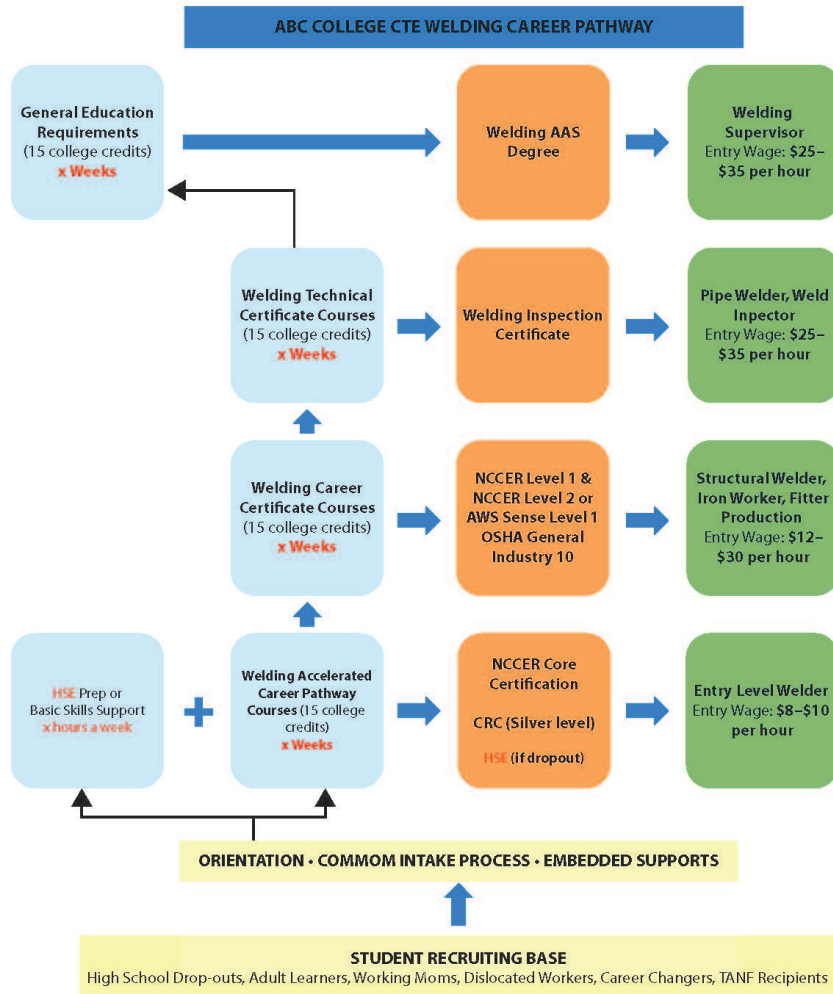 ABC COLLEGE CTE WELDING CAREER PATHWAY
General Education
Requirements
(15 college credits)
x Weeks
Welding AAS
Degree
Welding
Supervisor
Entry Wage: $25–
$35 per hour
Welding Technical
Certificate Courses
(15 college credits)
x Weeks
Welding Inspection
Certificate
Pipe Welder, Weld
Inpector
Entry Wage: $25–
$35 per hour
Welding Career
Certificate Courses
(15 college credits)
x Weeks
NCCER Level 1 &
NCCER Level 2 or
AWS Sense Level 1
OSHA General
Industry 10
Structural Welder,
Iron Worker, Fitter
Production
Entry Wage: $12–
$30 per hour
HSE Prep or
Basic Skills Support
x hours a week
Welding Accelerated
Career Pathway
Courses (15 college
credits)
x Weeks
NCCER Core
Certification
CRC (Silver level)
HSE (if dropout)
Entry Level Welder
Entry Wage: $8–$10
per hour
ORIENTATION • COMMOM INTAKE PROCESS • EMBEDDED SUPPORTS
STUDENT RECRUITING BASE
High School Drop-outs, Adult Learners, Working Moms, Dislocated Workers, Career Changers, TANF Recipients